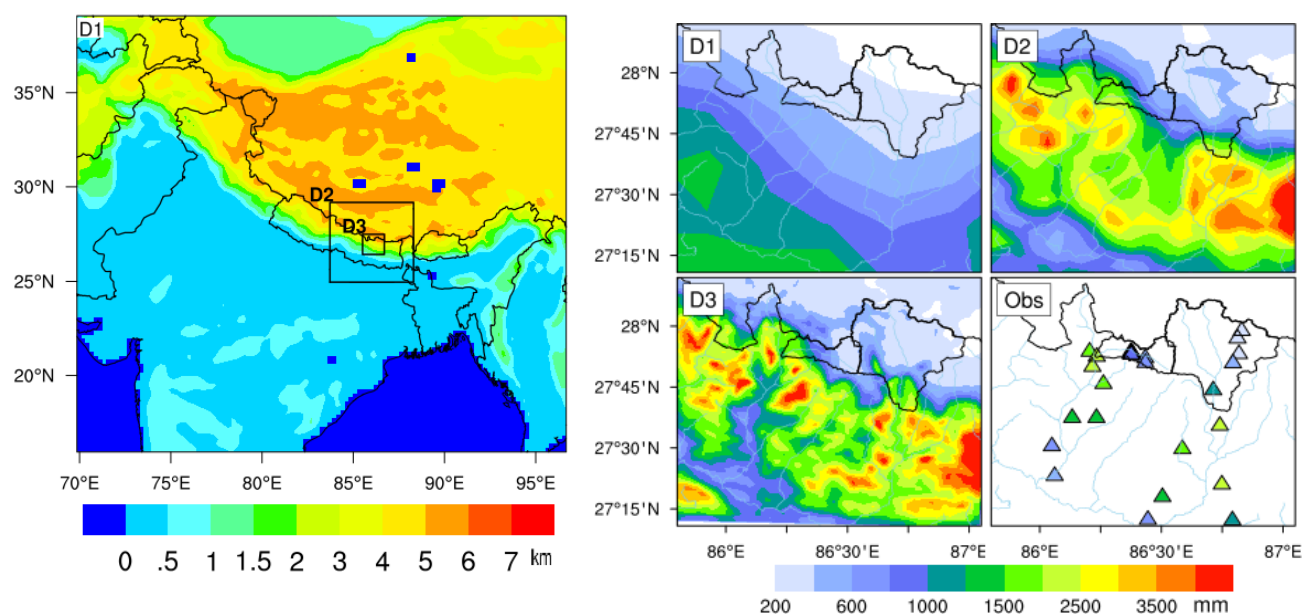 D1
35°N
30°N
25°N
20°N
D2
D3
70°E 75°E 80°E 85°E 90°E 95°E
0 .5 1 1.5 2 3 4 5 6 7 km
D1
D2
28°N
27°45'N
27°30'N
27°15'N
D3
Obs
28°N
27°45'N
27°30'N
27°15'N
86°E 86°30'E 87°E 86°E 86°30'E 87°E
200 600 1000 1500 2500 3500 mm